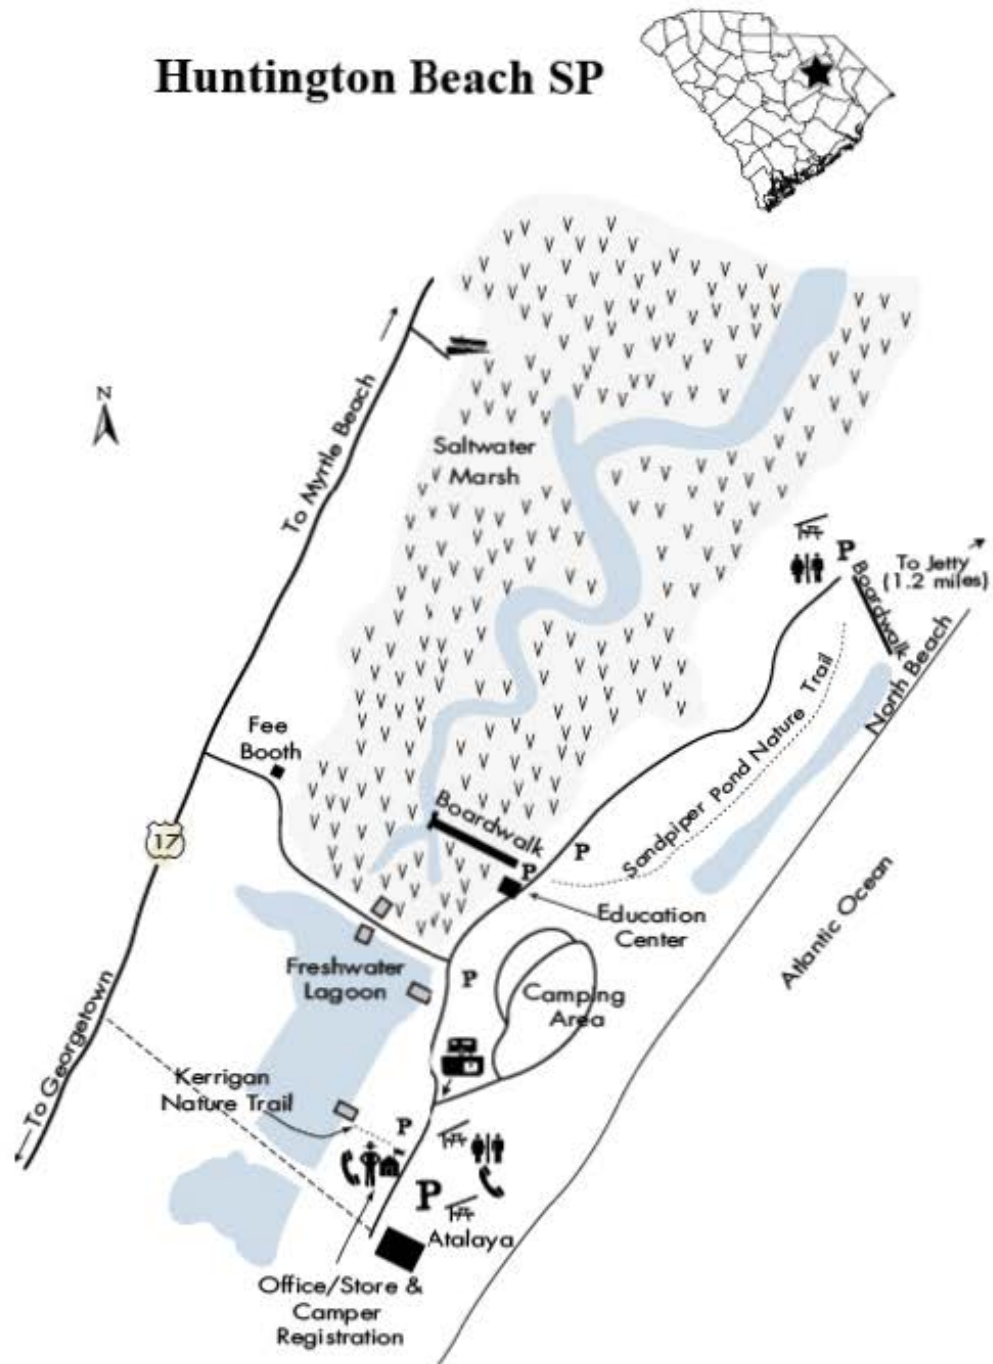 Huntington Beach SP
N
To Myrtle Beach
Saltwater
Marsh
P
To Jetty
(1.2 miles)
Boardwalk
North Beach
Sandpiper Pond Nature Trail
Fee
Booth
17
Boardwalk
P
P
Education
Center
Atlantic Ocean
Freshwater
Lagoon
P
Camping
Area
To Georgetown
Kerrigan
Nature Trail
P
P
Atalaya
Office/Store &
Camper
Registration